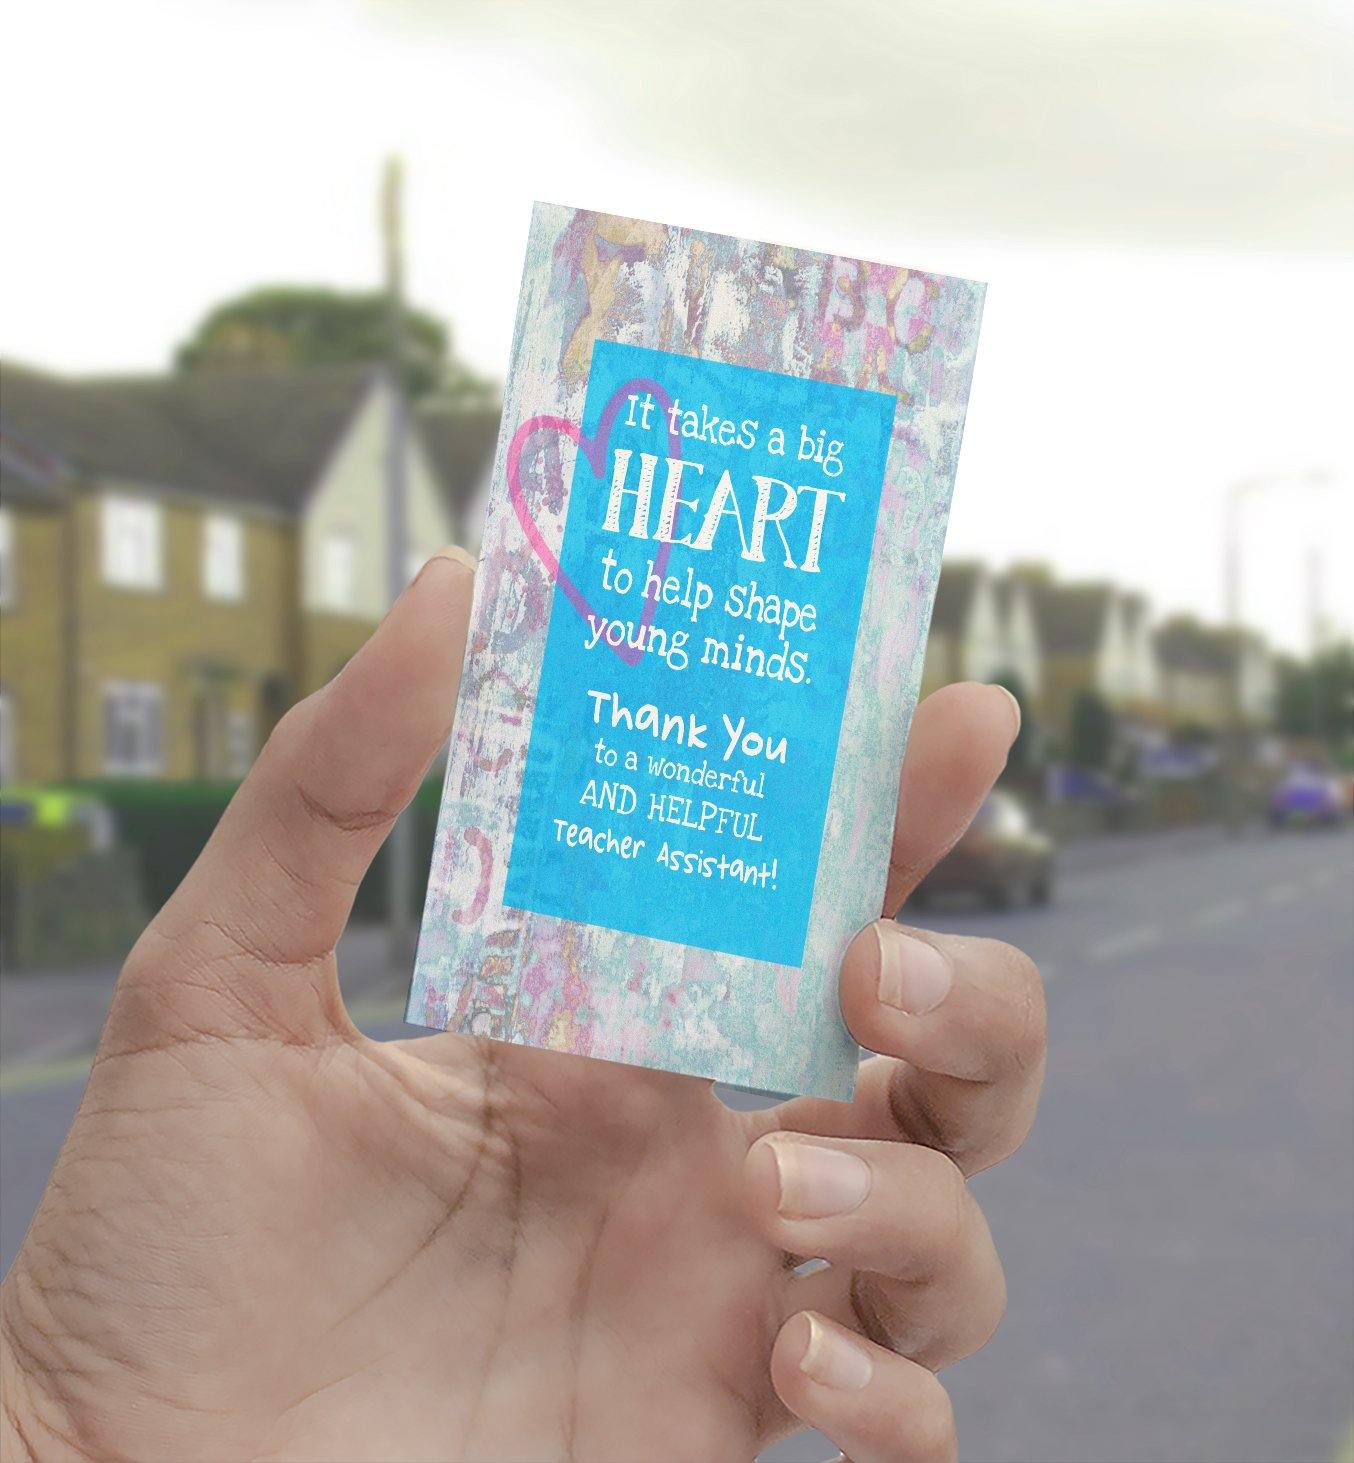 It takes a big
HEART
to help shape
young minds.
Thank You
to a wonderful
AND HELPFUL
Teacher Assistant!